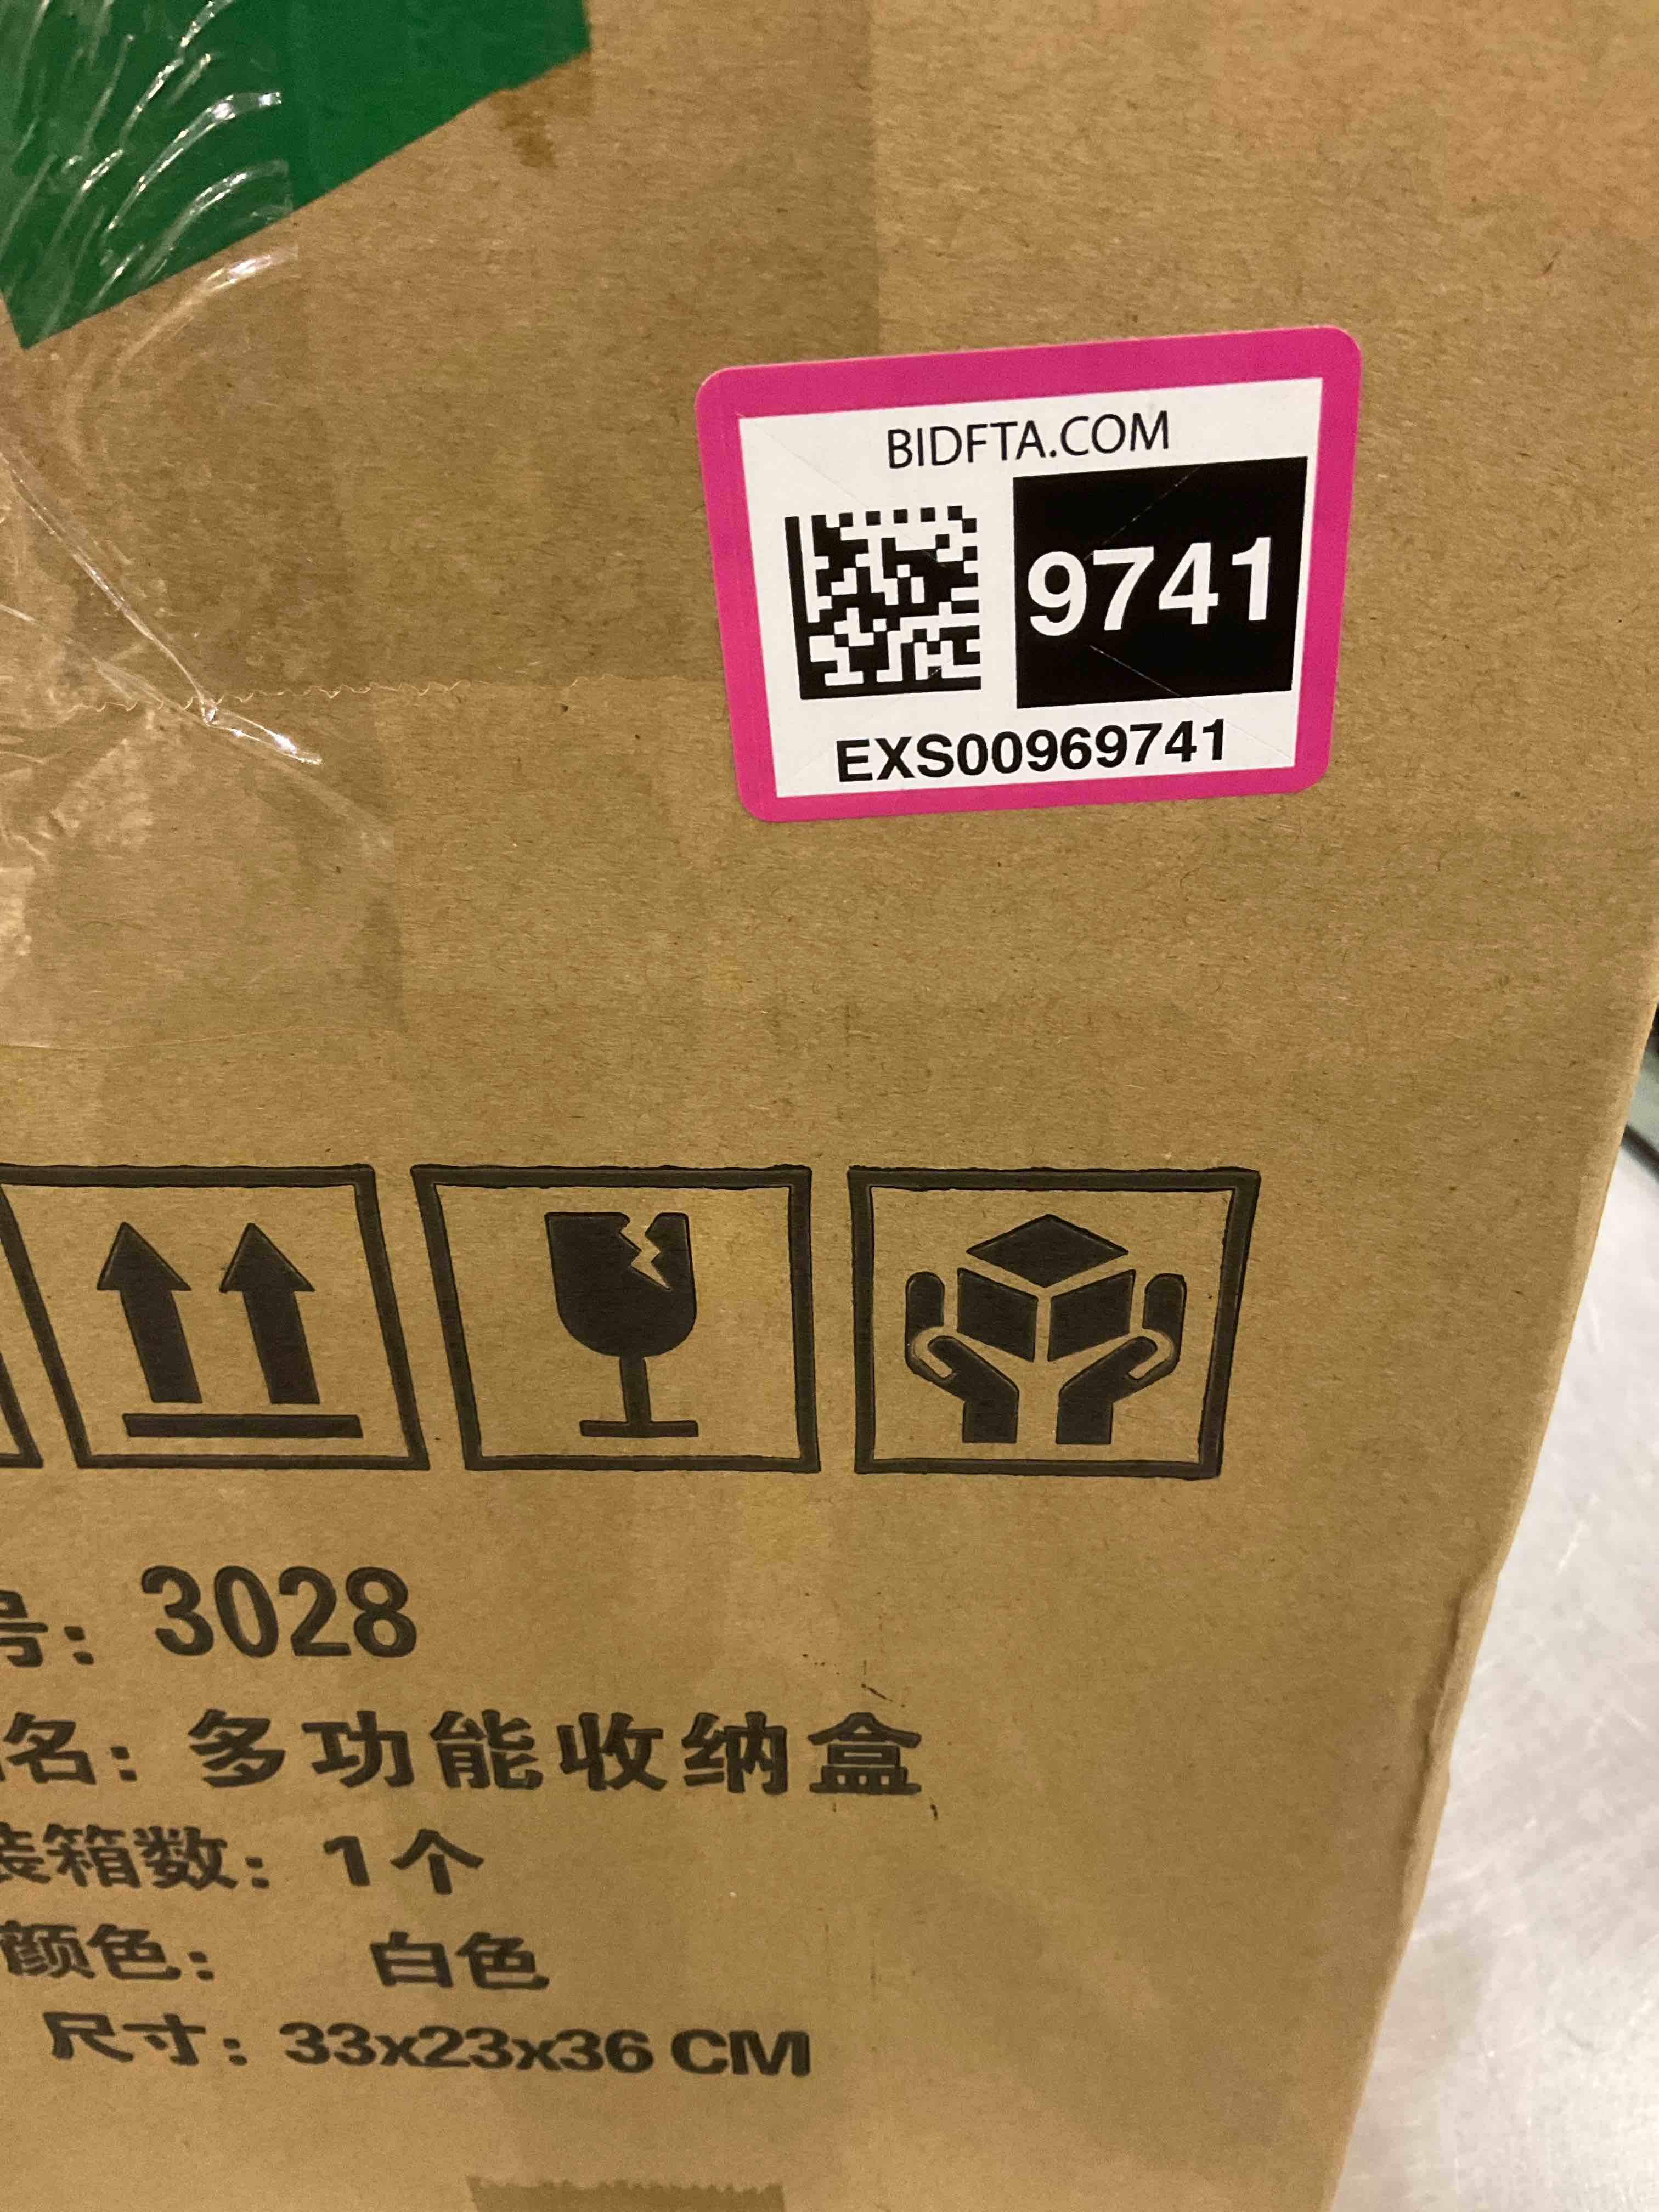 BIDFTA.COM
9741
EXS00969741
号: 3028
名: 多功能收纳盒
装箱数: 1个
颜色: 白色
尺寸: 33x23x36 CM